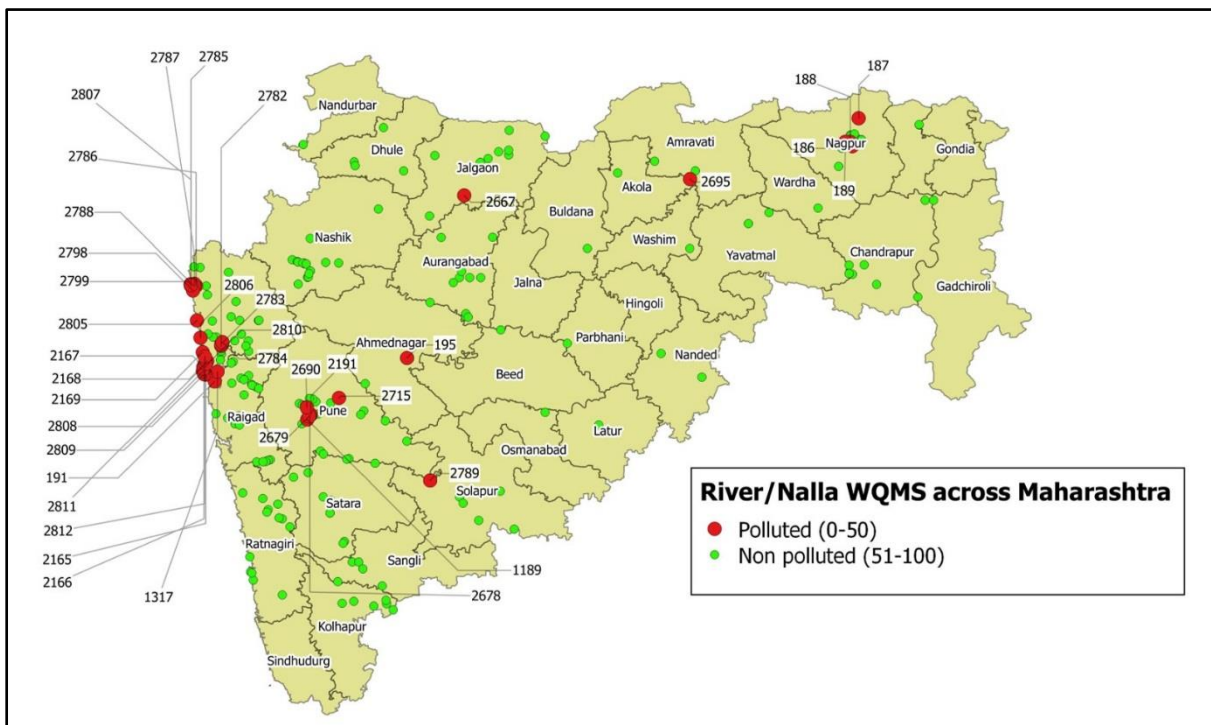 2787
2785
187
188
2782
2807
Nandurbar
2786
Dhule
Jalgaon
Amravati
Nagpur
Gondia
186
Akola
2695
Wardha
189
2667
Buldana
2788
Nashik
Washim
Yavatmal
Chandrapur
2798
Aurangabad
Jalna
Gadchiroli
2799
2806
Hingoli
2783
2805
2810
Parbhani
Ahmednagar
195
Nanded
2167
2784
2690
2191
Beed
2168
2715
2169
Raigad
Pune
2808
2679
Latur
2809
Osmanabad
191
2789
Solapur
River/Nalla WQMS across Maharashtra
Polluted (0-50)
Non polluted (51-100)
2811
Satara
2812
Ratnagiri
2165
Sangli
2166
1189
1317
2678
Kolhapur
Sindhudurg